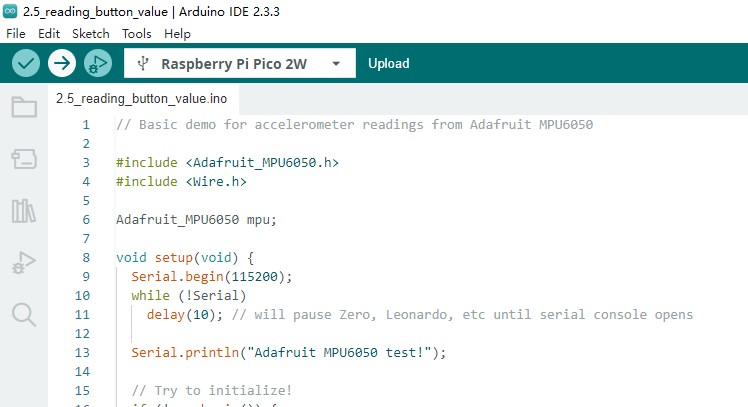 2.5_reading_button_value | Arduino IDE 2.3.3
File Edit Sketch Tools Help
Raspberry Pi Pico 2W Upload
2.5_reading_button_value.ino
1 // Basic demo for accelerometer readings from Adafruit MPU6050
2
3 #include <Adafruit_MPU6050.h>
4 #include <Wire.h>
5
6 Adafruit_MPU6050 mpu;
7
8 void setup(void) {
9 Serial.begin(115200);
10 while (!Serial)
11 delay(10); // will pause Zero, Leonardo, etc until serial console opens
12
13 Serial.println("Adafruit MPU6050 test!");
14
15 // Try to initialize!